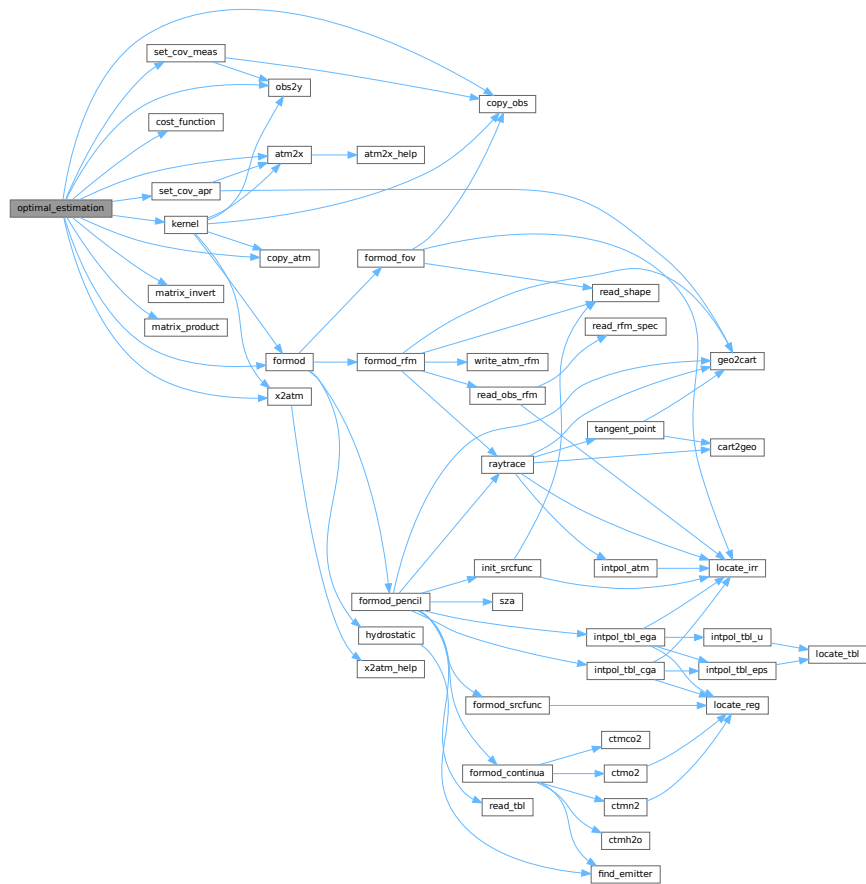 set_cov_meas
obs2y
copy_obs
cost_function
atm2x
atm2x_help
set_cov_apr
optimal_estimation
kernel
copy_atm
formod_fov
matrix_invert
read_shape
matrix_product
read_rfm_spec
formod
formod_rfm
write_atm_rfm
geo2cart
x2atm
read_obs_rfm
tangent_point
cart2geo
raytrace
init_srcfunc
intpol_atm
locate_irr
formod_pencil
sza
hydrostatic
intpol_tbl_ega
intpol_tbl_u
locate_tbl
x2atm_help
intpol_tbl_cga
intpol_tbl_eps
formod_srcfunc
locate_reg
ctmco2
formod_continua
ctmo2
read_tbl
ctmn2
ctmh2o
find_emitter